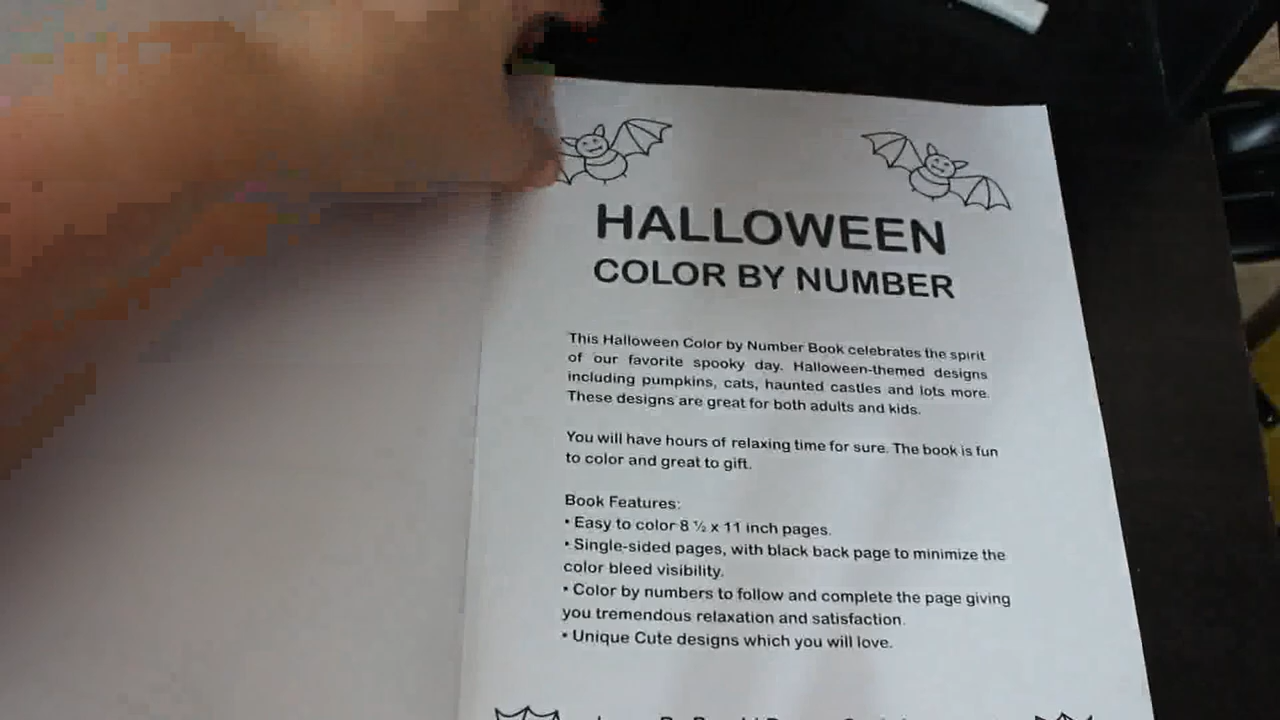 HALLOWEEN
COLOR BY NUMBER
This Halloween Color by Number Book celebrates the spirit
of our favorite spooky day. Halloween-themed designs
including pumpkins, cats, haunted castles and lots more.
These designs are great for both adults and kids.
You will have hours of relaxing time for sure. The book is fun
to color and great to gift.
Book Features:
• Easy to color 8 ½ x 11 inch pages.
• Single-sided pages, with black back page to minimize the
color bleed visibility.
• Color by numbers to follow and complete the page giving
you tremendous relaxation and satisfaction.
• Unique Cute designs which you will love.